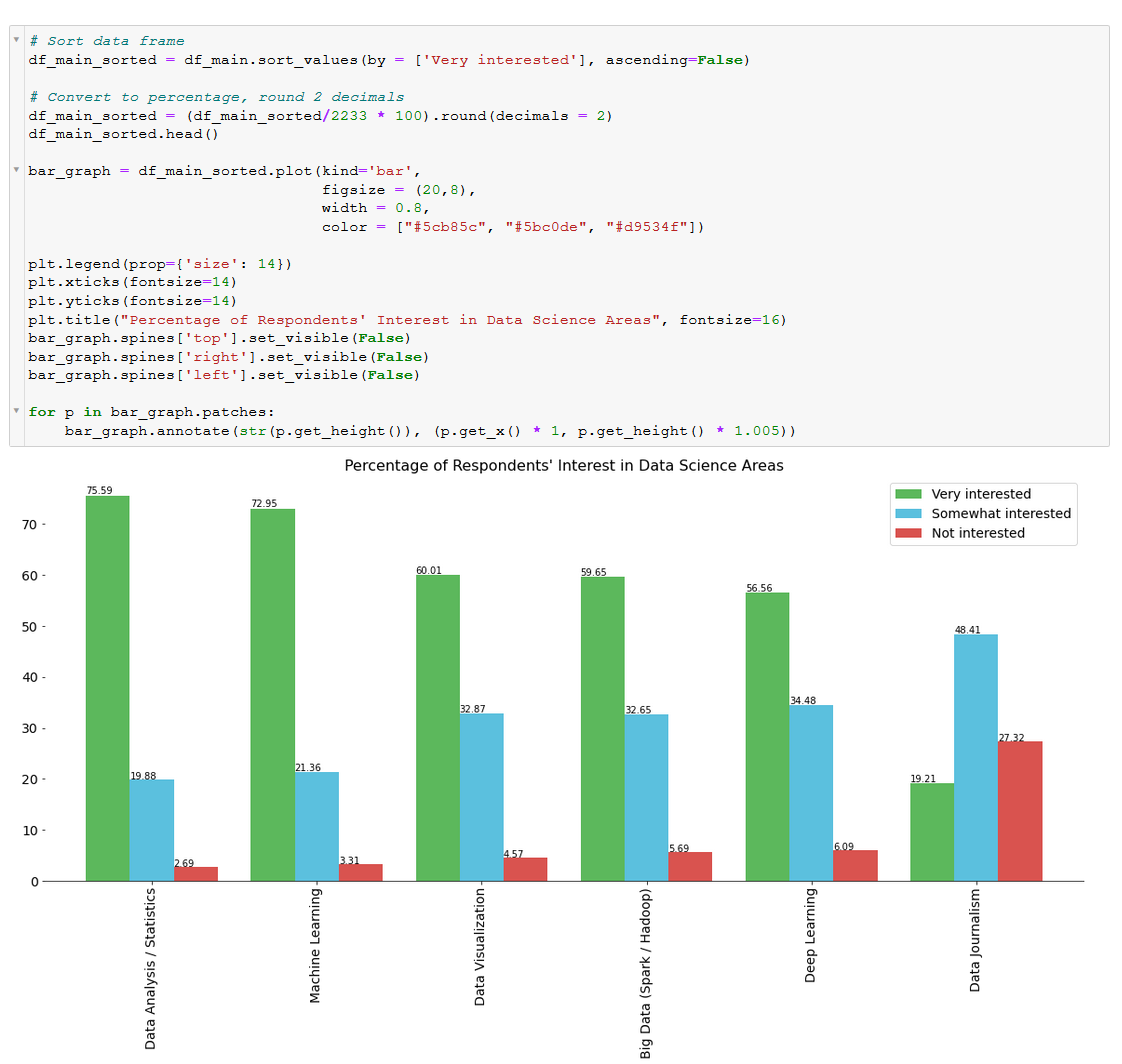 # Sort data frame
df_main_sorted = df_main.sort_values(by = ['Very interested'], ascending=False)
# Convert to percentage, round 2 decimals
df_main_sorted = (df_main_sorted/2233 * 100).round(decimals = 2)
df_main_sorted.head()
bar_graph = df_main_sorted.plot(kind='bar',
figsize = (20,8),
width = 0.8,
color = ["#5cb85c", "#5bc0de", "#d9534f"])
plt.legend(prop={'size': 14})
plt.xticks(fontsize=14)
plt.yticks(fontsize=14)
plt.title("Percentage of Respondents' Interest in Data Science Areas", fontsize=16)
bar_graph.spines['top'].set_visible(False)
bar_graph.spines['right'].set_visible(False)
bar_graph.spines['left'].set_visible(False)
for p in bar_graph.patches:
bar_graph.annotate(str(p.get_height()), (p.get_x() * 1, p.get_height() * 1.005))
Percentage of Respondents' Interest in Data Science Areas
Very interested
Somewhat interested
Not interested
70
60
50
40
30
20
10
0
75.59
19.88
2.69
72.95
21.36
3.31
60.01
32.87
4.57
59.65
32.65
5.69
56.56
34.48
6.09
19.21
48.41
27.32
Data Analysis / Statistics
Machine Learning
Data Visualization
Big Data (Spark / Hadoop)
Deep Learning
Data Journalism